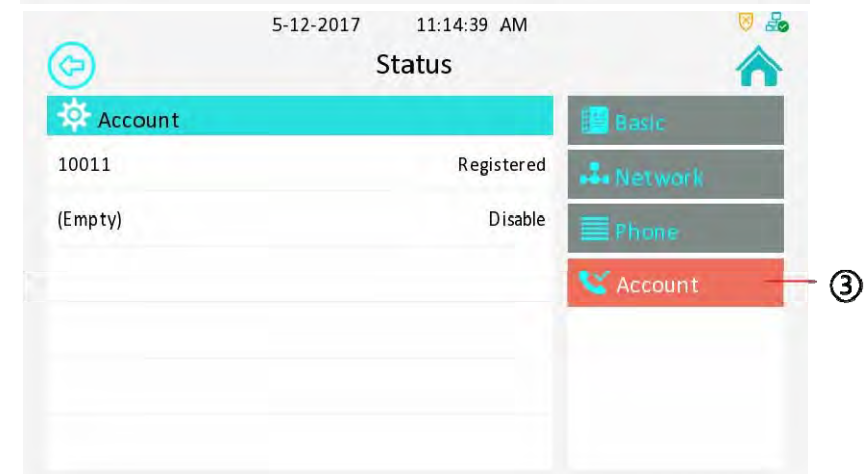 5-12-2017 11:14:39 AM
Status
Account
10011 Registered
(Empty) Disable
Basic
Network
Phone
Account
③